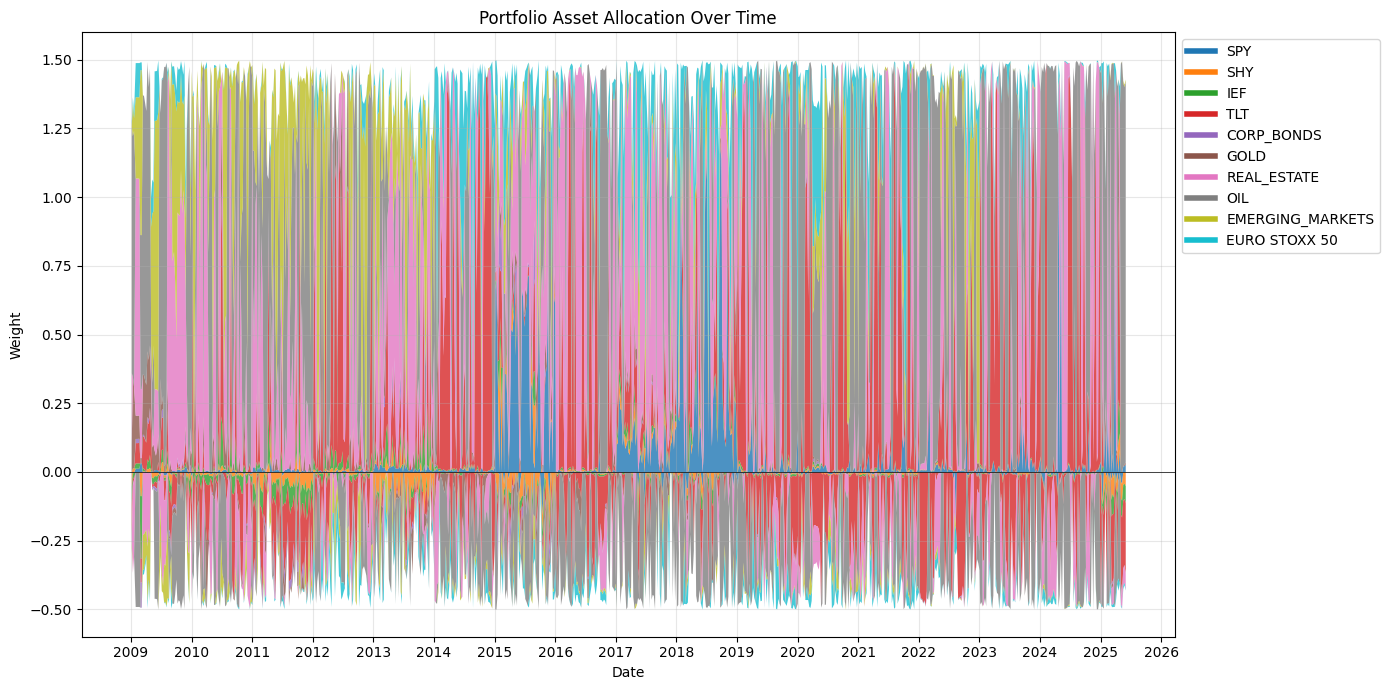 Portfolio Asset Allocation Over Time
1.50
1.25
1.00
0.75
0.50
0.25
0.00
−0.25
−0.50
Weight
2009 2010 2011 2012 2013 2014 2015 2016 2017 2018 2019 2020 2021 2022 2023 2024 2025 2026
Date
SPY
SHY
IEF
TLT
CORP_BONDS
GOLD
REAL_ESTATE
OIL
EMERGING_MARKETS
EURO STOXX 50